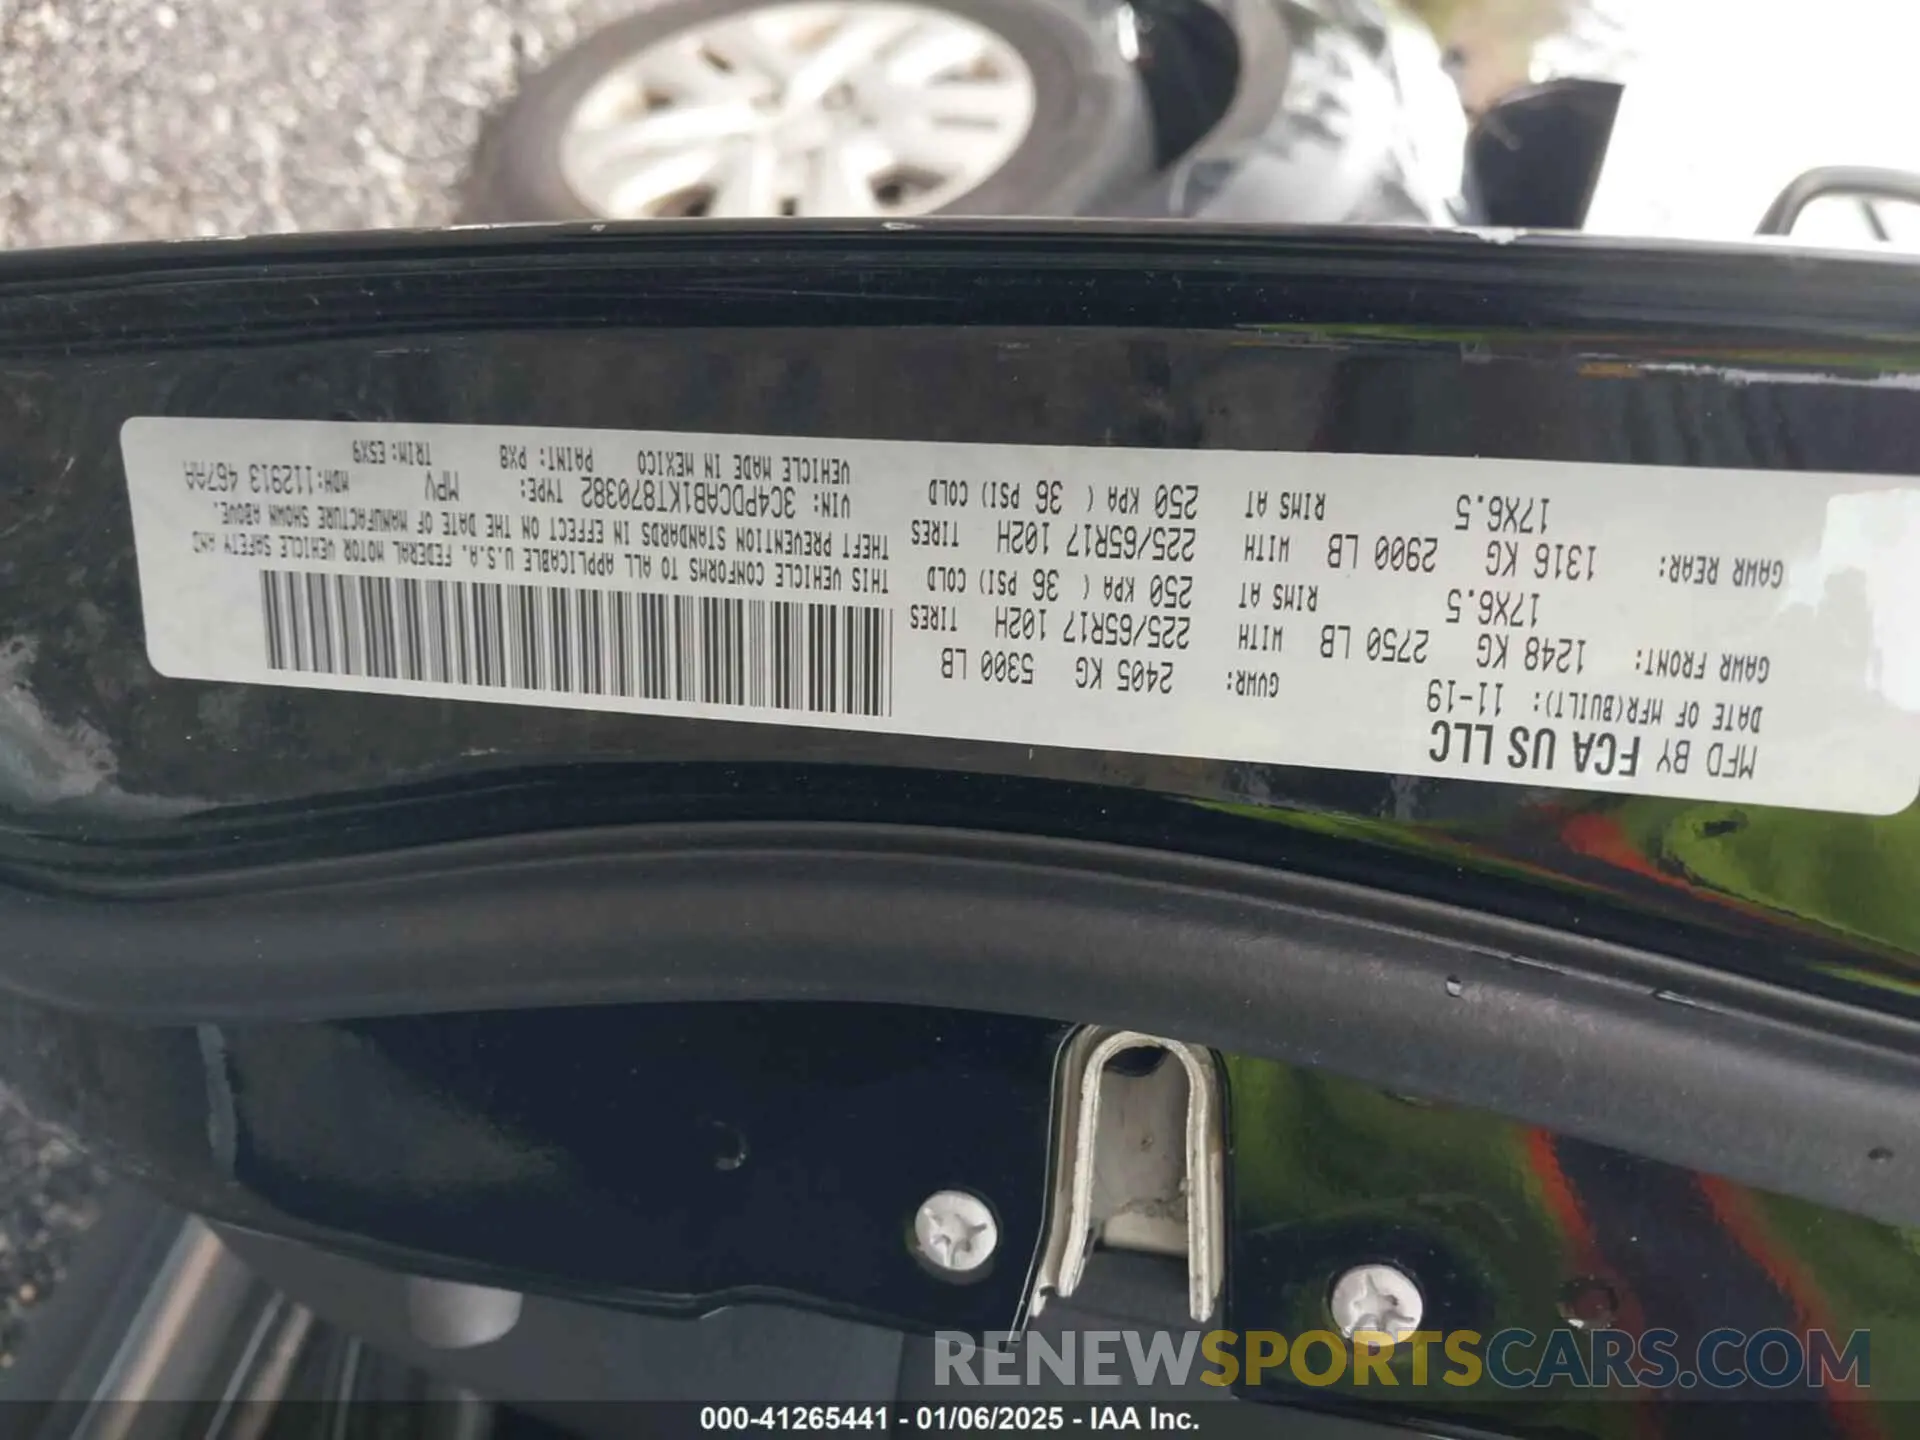 MFD BY FCA US LLC
DATE OF MFR(BUILT): 11-19 GVWR: 2405 KG 5300 LB
GAWR FRONT: 1248 KG 2750 LB WITH 225/65R17 102H TIRES
17X6.5 RIMS AT 250 KPA ( 36 PSI) COLD
GAWR REAR: 1316 KG 2900 LB WITH 225/65R17 102H TIRES
17X6.5 RIMS AT 250 KPA ( 36 PSI) COLD
THIS VEHICLE CONFORMS TO ALL APPLICABLE U.S.A. FEDERAL MOTOR VEHICLE SAFETY AND
THEFT PREVENTION STANDARDS IN EFFECT ON THE DATE OF MANUFACTURE SHOWN ABOVE.
VIN: 3C4PDCAB1KT870382 TYPE: MPV MDH:112913 467AA
VEHICLE MADE IN MEXICO PAINT: PX8 TRIM: E5X9
RENEWSPORTSCARS.COM
000-41265441 - 01/06/2025 - IAA Inc.